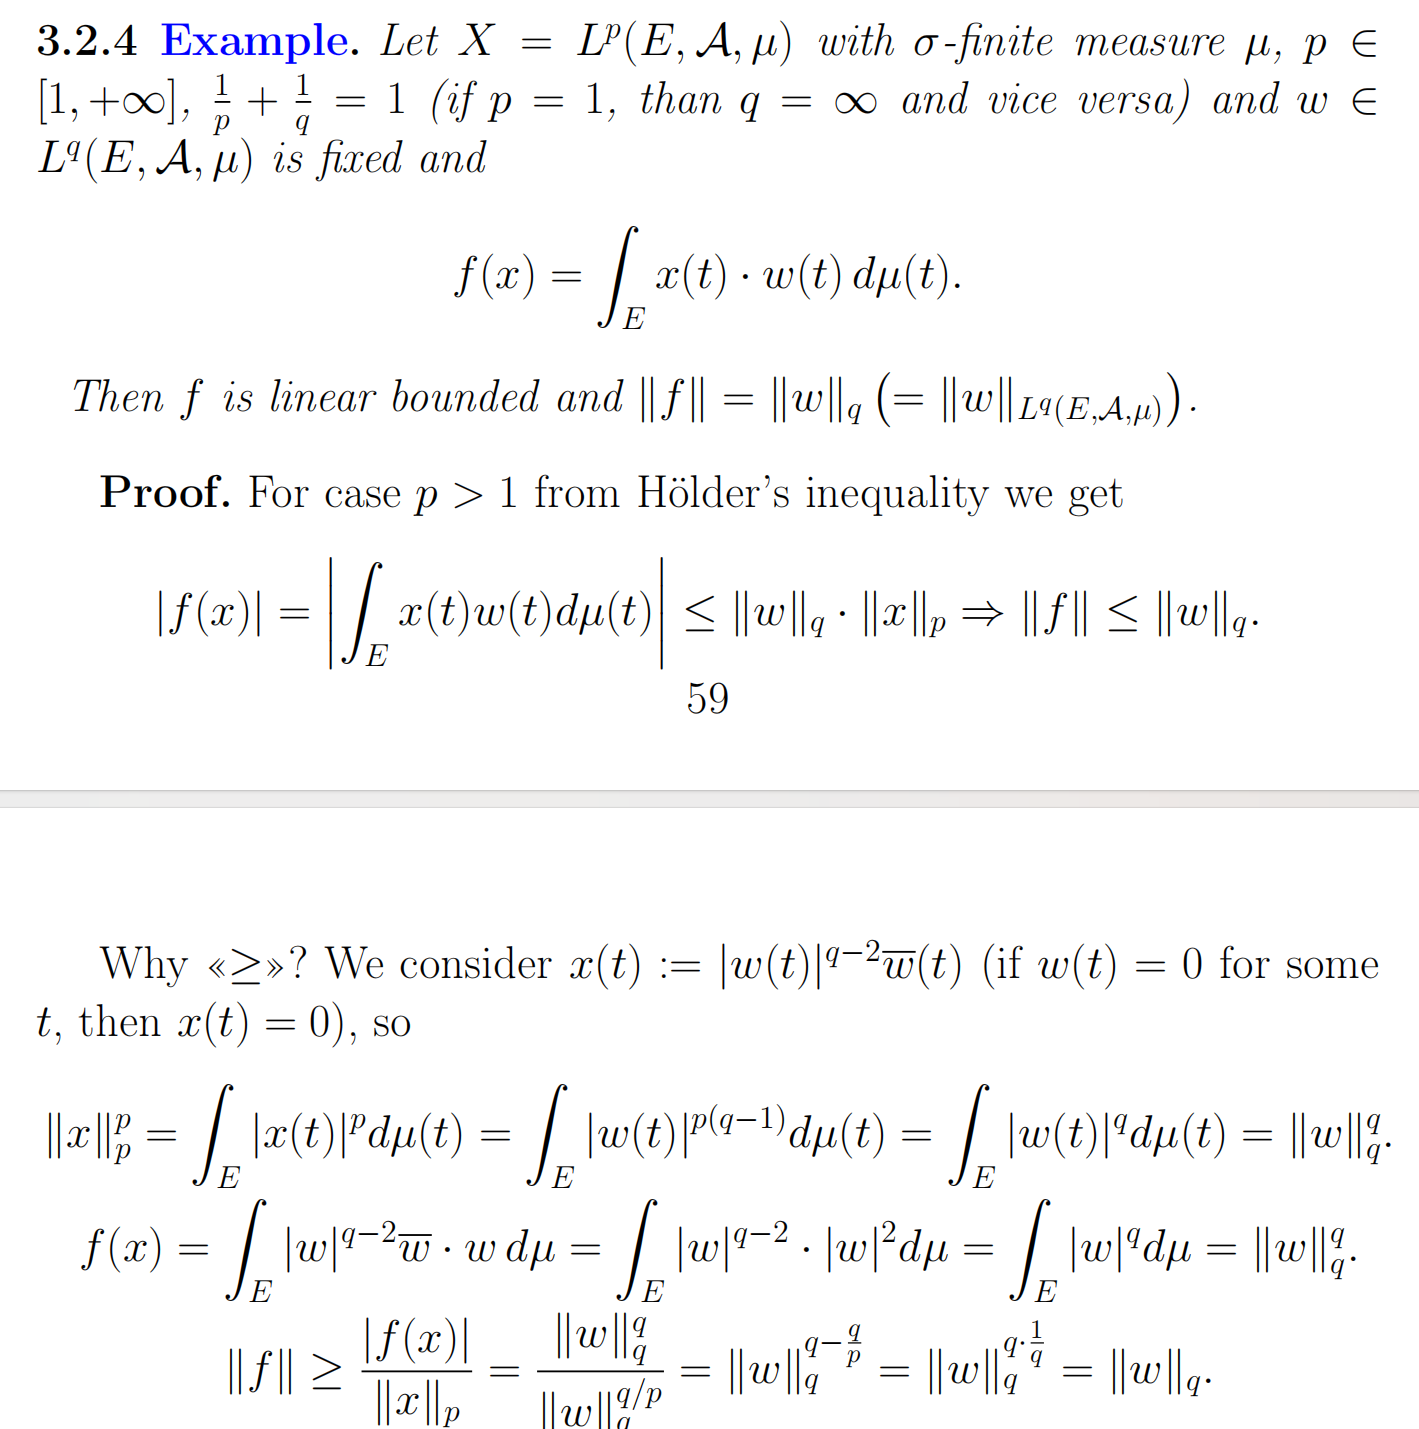 3.2.4 Example. Let X = Lᵖ(E, 𝒜, μ) with σ-finite measure μ, p ∈
[1, +∞], 1/p + 1/q = 1 (if p = 1, than q = ∞ and vice versa) and w ∈
L^q(E, 𝒜, μ) is fixed and
f(x) = ∫_E x(t) · w(t) dμ(t).
Then f is linear bounded and ‖f‖ = ‖w‖_q (= ‖w‖_{L^q(E,𝒜,μ)}).
Proof. For case p > 1 from Hölder's inequality we get
|f(x)| = |∫_E x(t)w(t)dμ(t)| ≤ ‖w‖_q · ‖x‖_p ⇒ ‖f‖ ≤ ‖w‖_q.
59
Why «≥»? We consider x(t) := |w(t)|^{q−2}w̅(t) (if w(t) = 0 for some
t, then x(t) = 0), so
‖x‖_p^p = ∫_E |x(t)|^p dμ(t) = ∫_E |w(t)|^{p(q−1)} dμ(t) = ∫_E |w(t)|^q dμ(t) = ‖w‖_q^q.
f(x) = ∫_E |w|^{q−2}w̅ · w dμ = ∫_E |w|^{q−2} · |w|^2 dμ = ∫_E |w|^q dμ = ‖w‖_q^q.
‖f‖ ≥ |f(x)|/‖x‖_p = ‖w‖_q^q/‖w‖_q^{q/p} = ‖w‖_q^{q−q/p} = ‖w‖_q^{q·1/q} = ‖w‖_q.